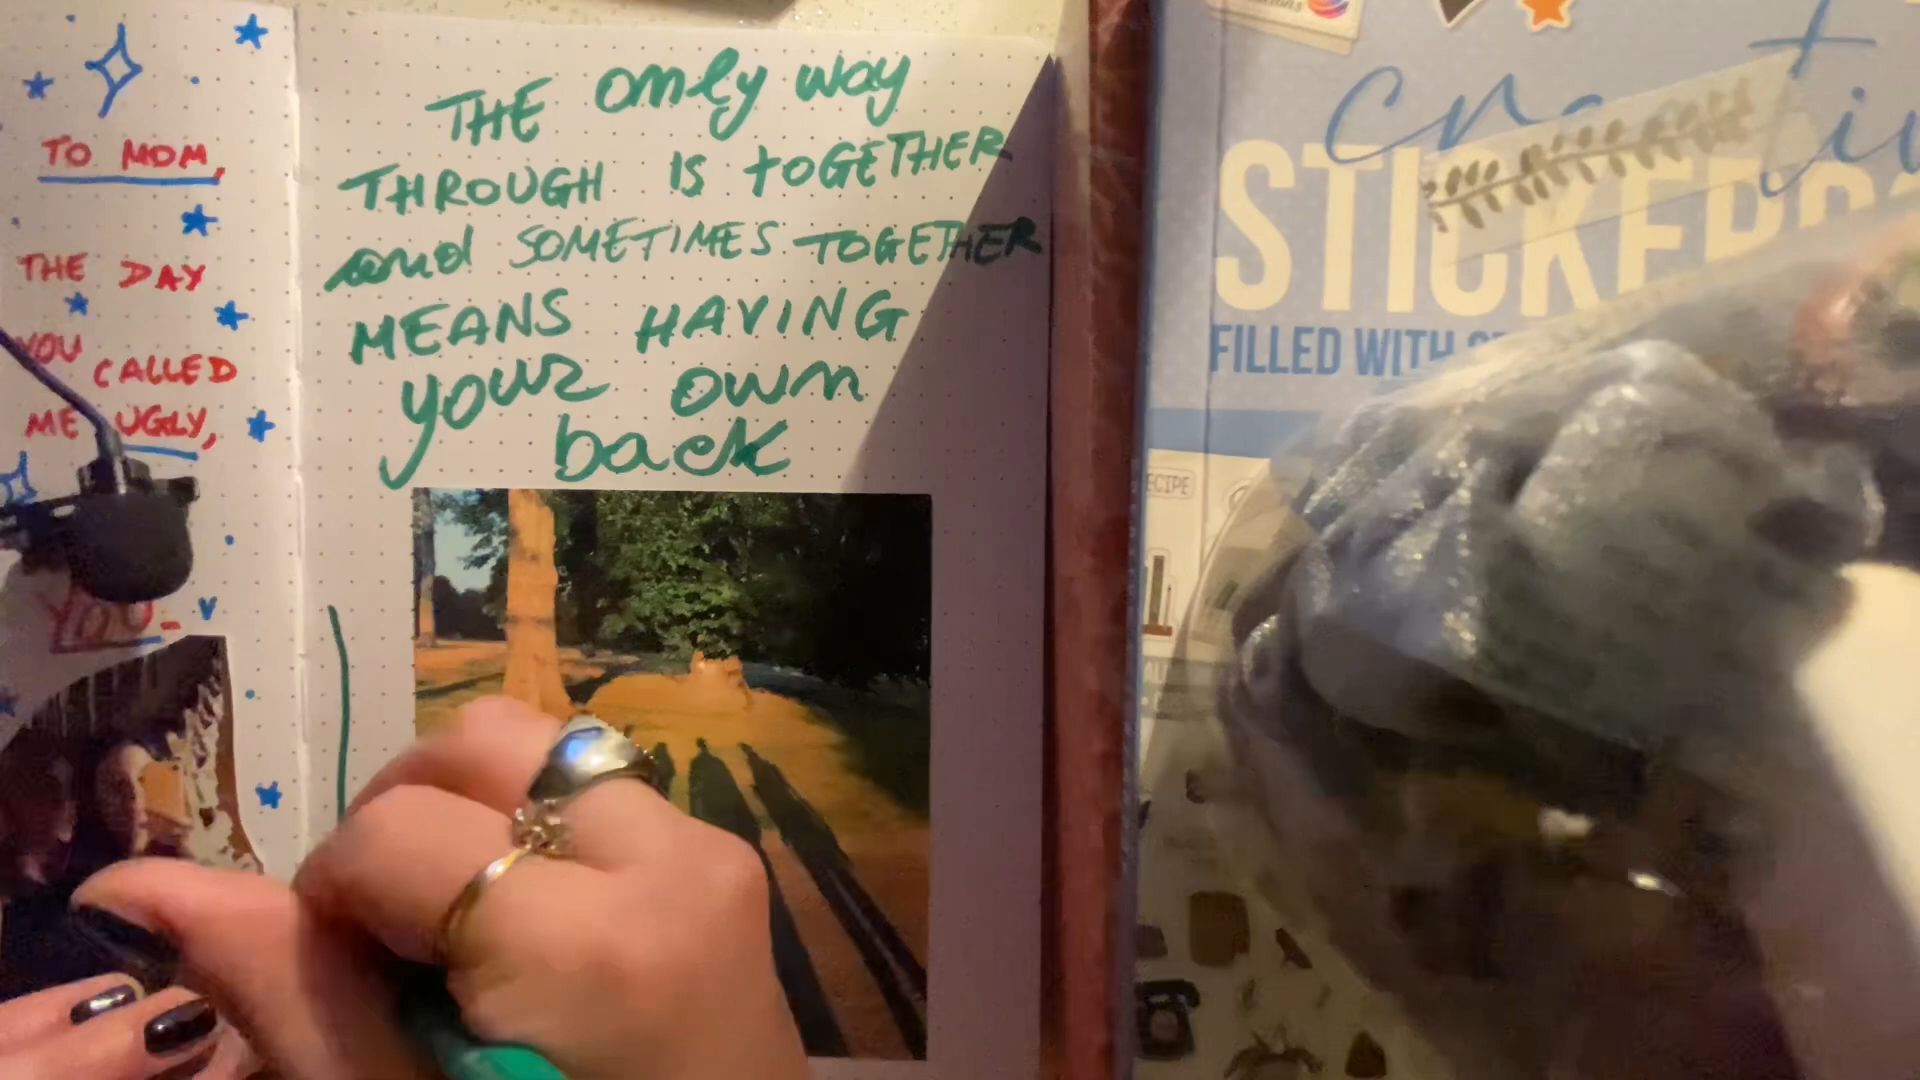 TO MOM,
THE DAY
YOU CALLED
ME UGLY,
YOU-
THE only way
THROUGH IS tOGETHER
and SOMETIMES TOGETHER
MEANS HAVING
your own
back
STICKER
FILLED WITH